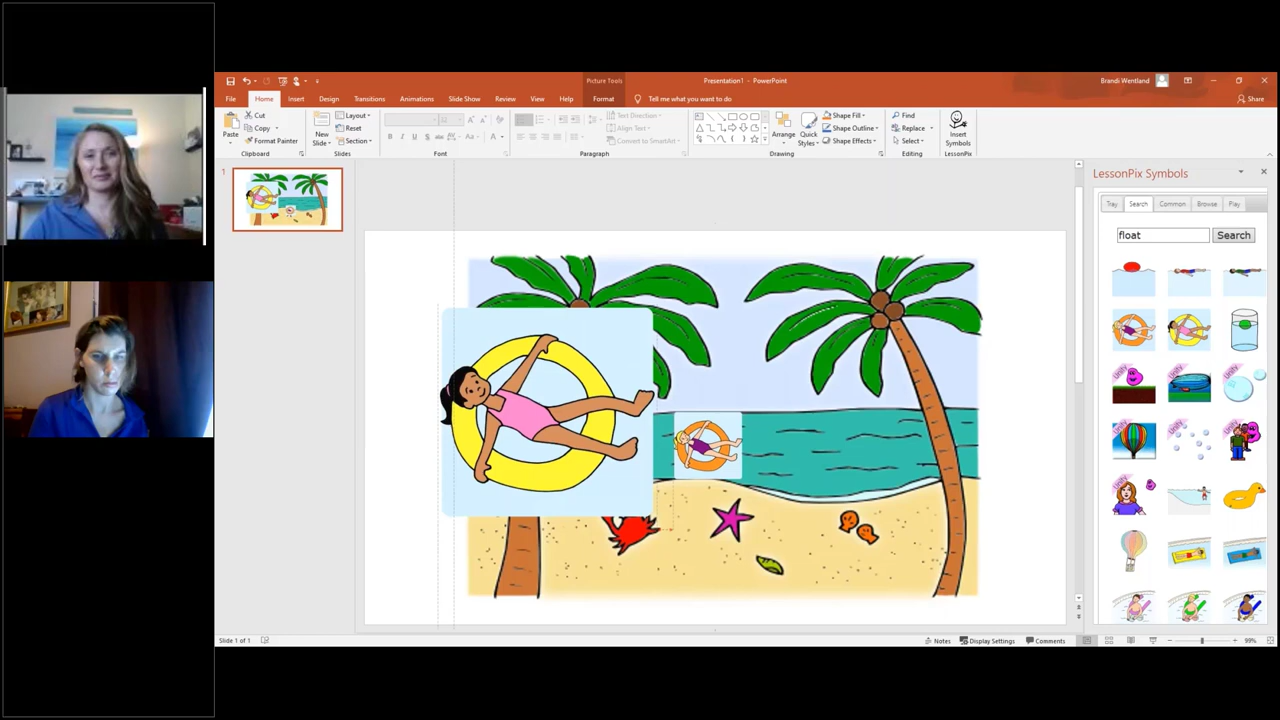 Picture Tools
Presentation1 - PowerPoint
Brandi Wentland
File Home Insert Design Transitions Animations Slide Show Review View Help Format Tell me what you want to do Share
Paste
Cut
Copy
Format Painter
Clipboard
New Slide
Layout
Reset
Section
Slides
Font
Text Direction
Align Text
Convert to SmartArt
Paragraph
Arrange
Quick Styles
Shape Fill
Shape Outline
Shape Effects
Drawing
Find
Replace
Select
Editing
Insert Symbols
LessonPix
1
LessonPix Symbols
Tray Search Common Browse Play
float Search
Slide 1 of 1
Notes Display Settings Comments
99%